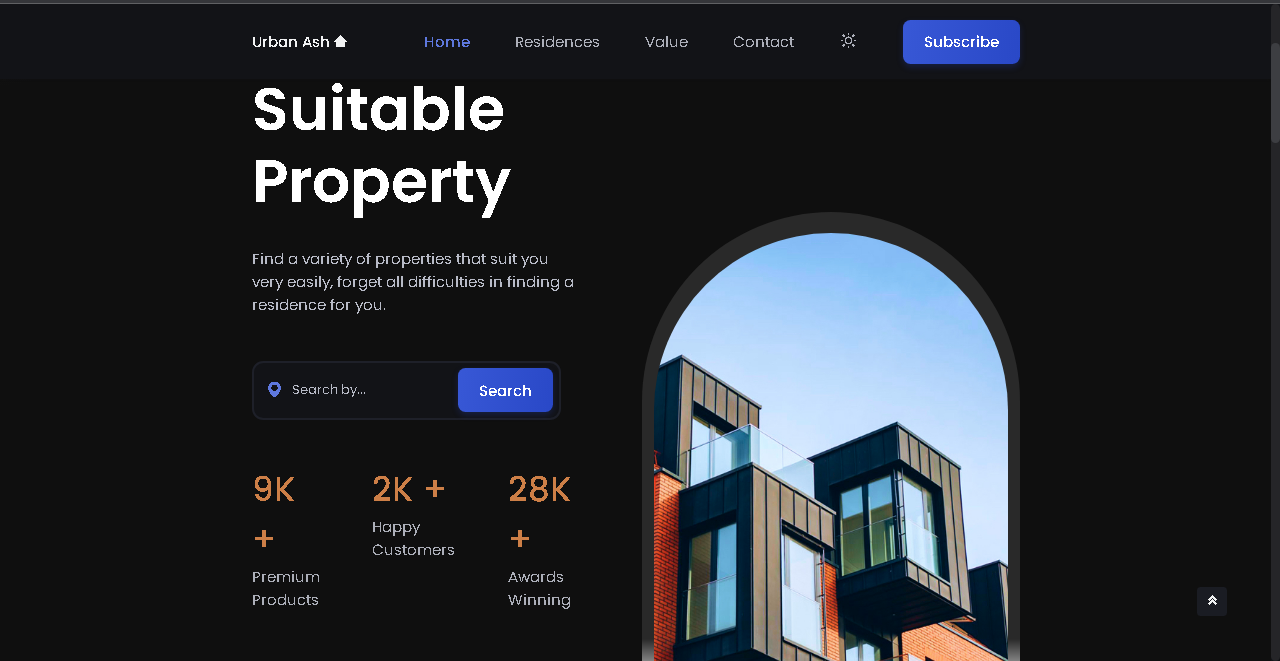 Urban Ash
Home
Residences
Value
Contact
Subscribe
Suitable
Property
Find a variety of properties that suit you
very easily, forget all difficulties in finding a
residence for you.
Search by...
Search
9K
+
Premium
Products
2K +
Happy
Customers
28K
+
Awards
Winning